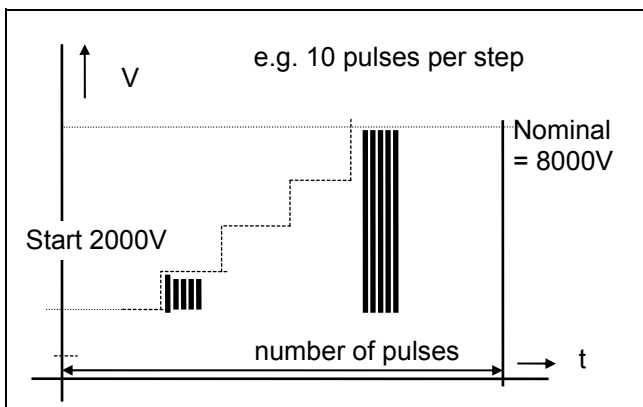 e.g. 10 pulses per step
V
Nominal
= 8000V
Start 2000V
number of pulses
t